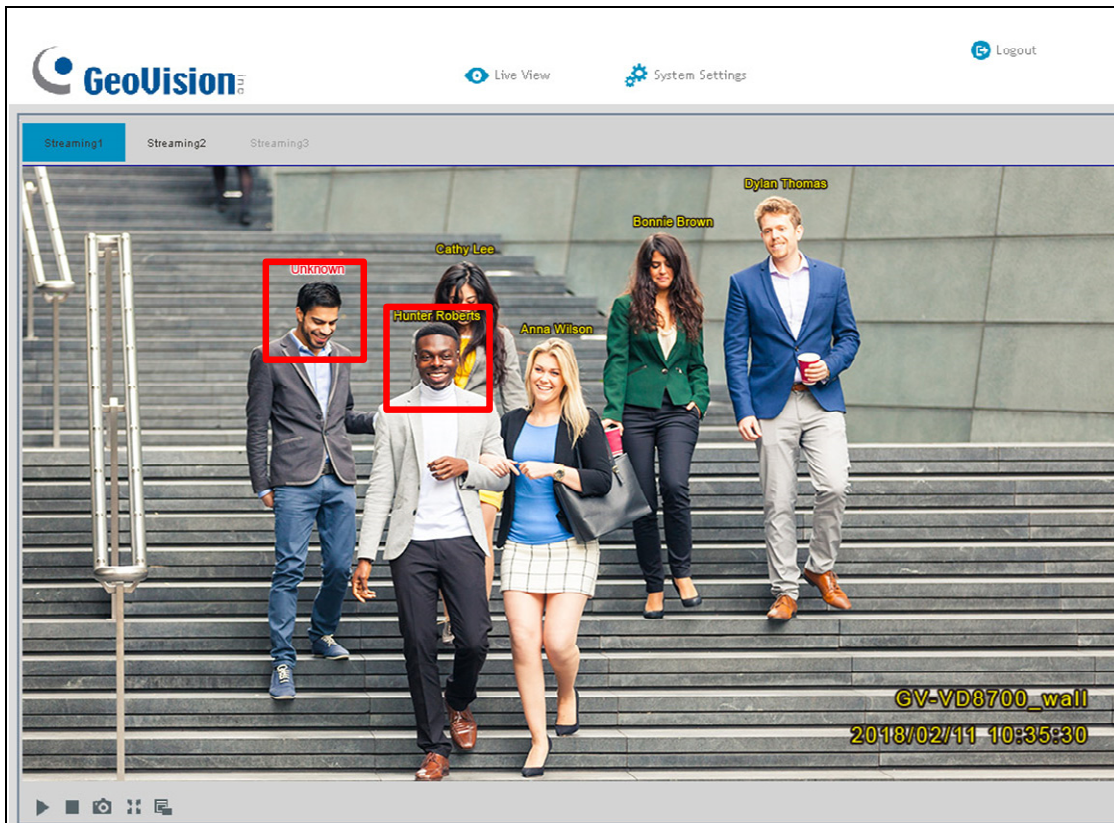 GeoVision Inc
Live View
System Settings
Logout
Streaming1
Streaming2
Streaming3
Dylan Thomas
Bonnie Brown
Cathy Lee
Unknown
Hunter Roberts
Anna Wilson
GV-VD8700_wall
2018/02/11 10:35:30